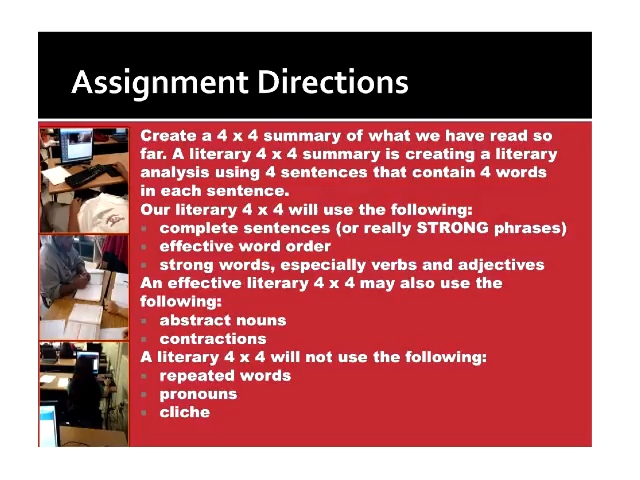 Assignment Directions
Create a 4 x 4 summary of what we have read so
far. A literary 4 x 4 summary is creating a literary
analysis using 4 sentences that contain 4 words
in each sentence.
Our literary 4 x 4 will use the following:
complete sentences (or really STRONG phrases)
effective word order
strong words, especially verbs and adjectives
An effective literary 4 x 4 may also use the
following:
abstract nouns
contractions
A literary 4 x 4 will not use the following:
repeated words
pronouns
cliche